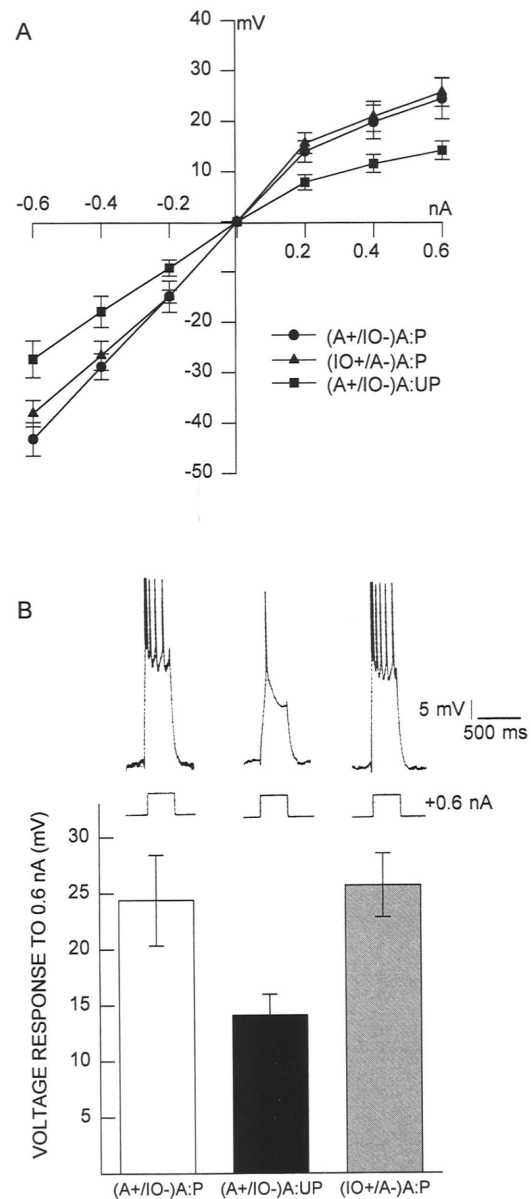 A
mV
40
30
20
10
-0.6
-0.4
-0.2
nA
0.2
0.4
0.6
-10
-20
-30
-40
-50
(A+/IO-)A:P
(IO+/A-)A:P
(A+/IO-)A:UP
B
5 mV
500 ms
+0.6 nA
VOLTAGE RESPONSE TO 0.6 nA (mV)
30
25
20
15
10
5
(A+/IO-)A:P
(A+/IO-)A:UP
(IO+/A-)A:P